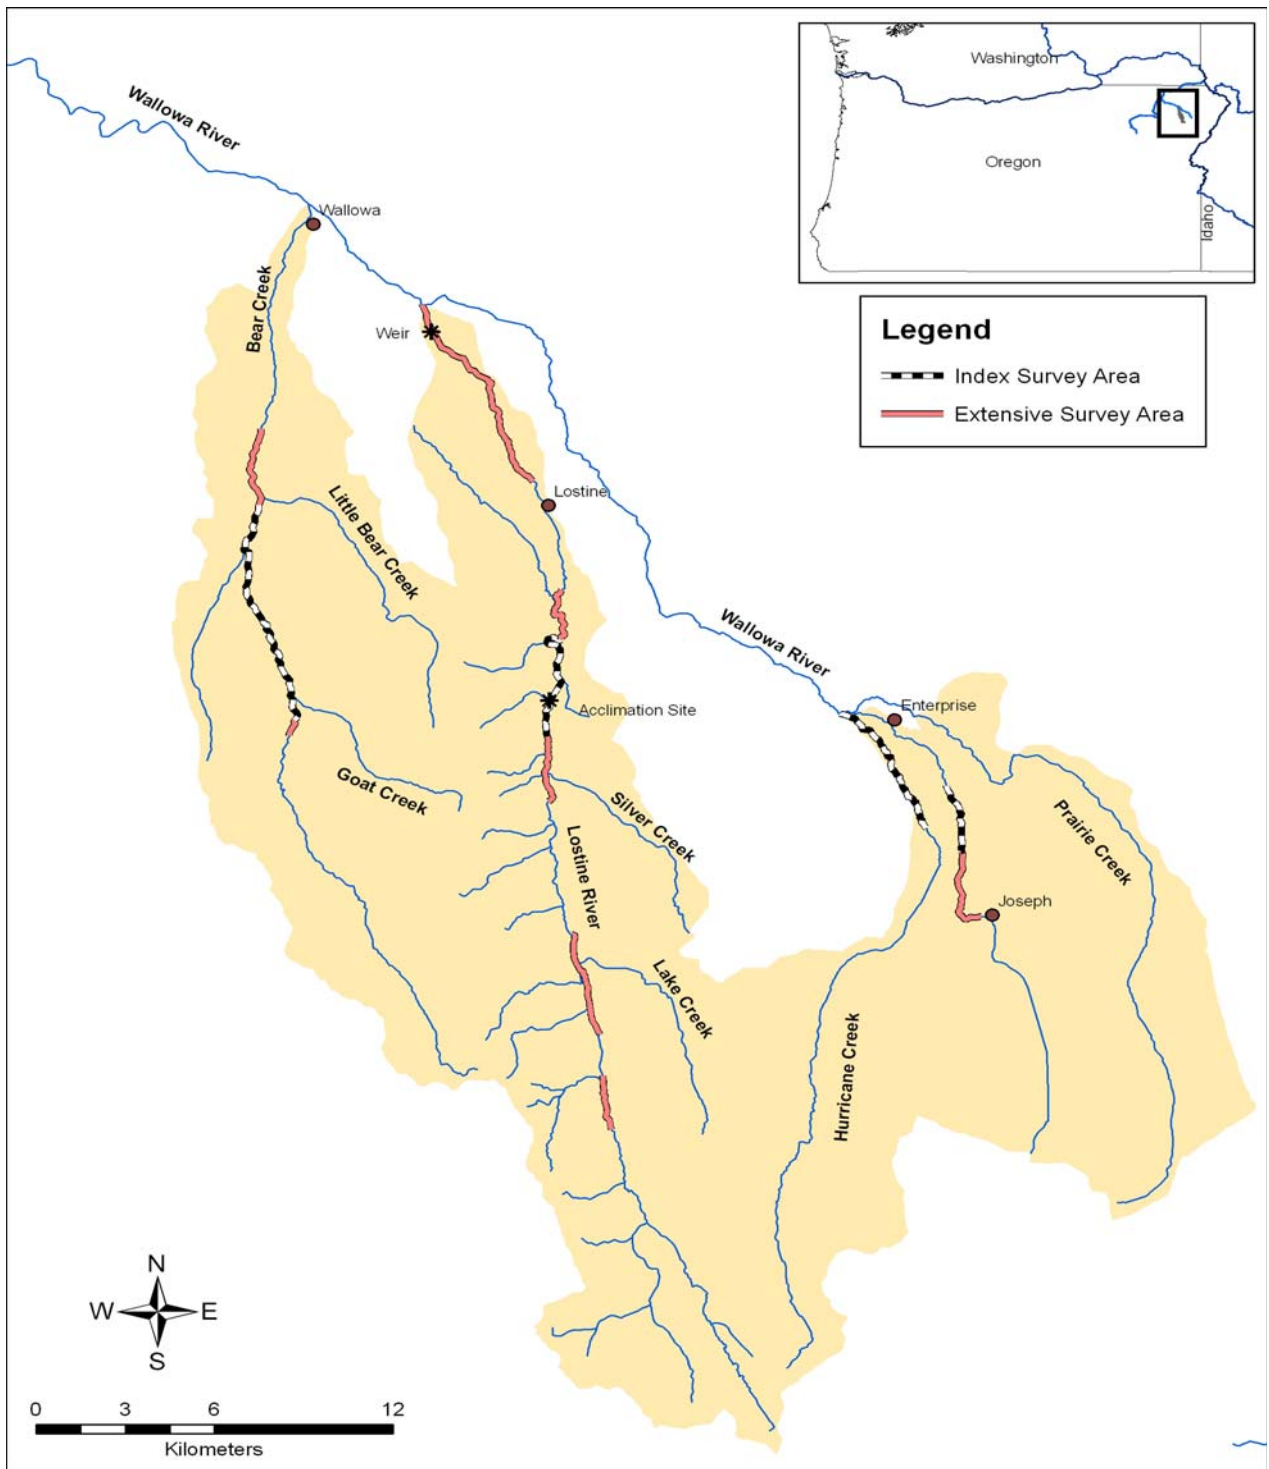 Washington
Oregon
Idaho
Wallowa River
Wallowa
Bear Creek
Weir
Legend
Index Survey Area
Extensive Survey Area
Lostine
Little Bear Creek
Wallowa River
Acclimation Site
Enterprise
Goat Creek
Silver Creek
Prairie Creek
Lostine River
Joseph
Lake Creek
Hurricane Creek
N
W E
S
0 3 6 12
Kilometers